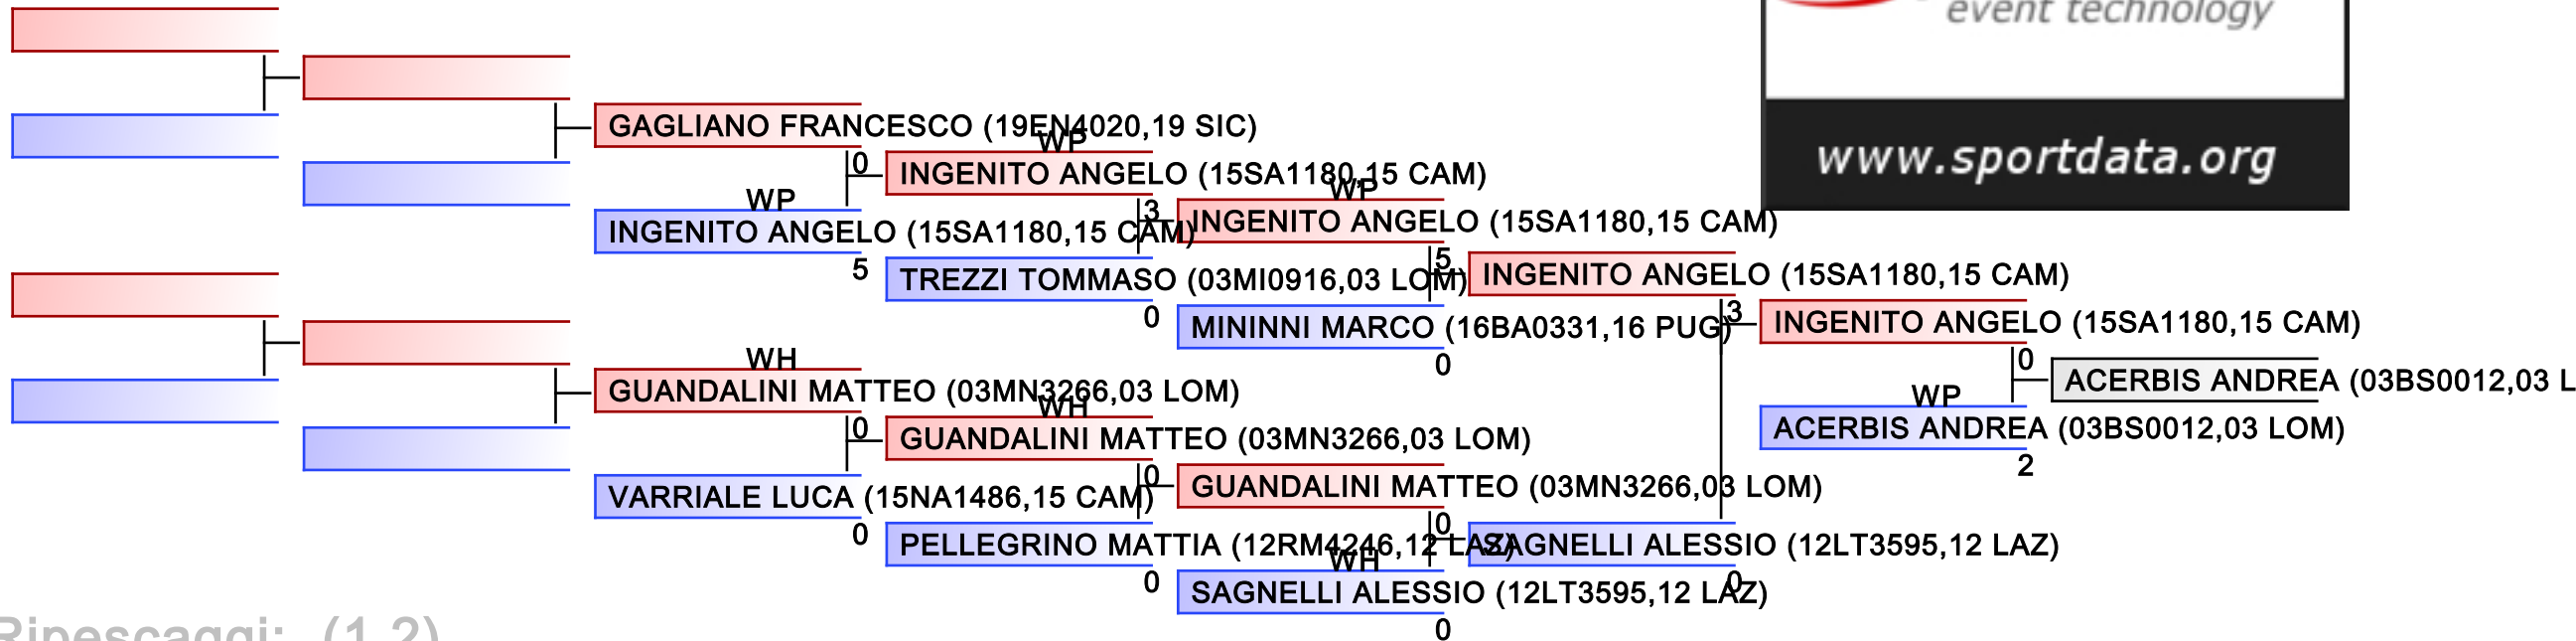 event technology
www.sportdata.org
GAGLIANO FRANCESCO (19EN4020,19 SIC)
0
WP
INGENITO ANGELO (15SA1180,15 CAM)
5
WP
INGENITO ANGELO (15SA1180,15 CAM)
3
TREZZI TOMMASO (03MI0916,03 LOM)
0
WP
INGENITO ANGELO (15SA1180,15 CAM)
5
MININNI MARCO (16BA0331,16 PUG)
0
INGENITO ANGELO (15SA1180,15 CAM)
3
INGENITO ANGELO (15SA1180,15 CAM)
0
ACERBIS ANDREA (03BS0012,03 L
WP
ACERBIS ANDREA (03BS0012,03 LOM)
2
WH
GUANDALINI MATTEO (03MN3266,03 LOM)
0
VARRIALE LUCA (15NA1486,15 CAM)
0
WH
GUANDALINI MATTEO (03MN3266,03 LOM)
0
PELLEGRINO MATTIA (12RM4246,12 LAZ)
0
GUANDALINI MATTEO (03MN3266,03 LOM)
0
WH
SAGNELLI ALESSIO (12LT3595,12 LAZ)
0
SAGNELLI ALESSIO (12LT3595,12 LAZ)
0
Ripescaggi: (1,2)